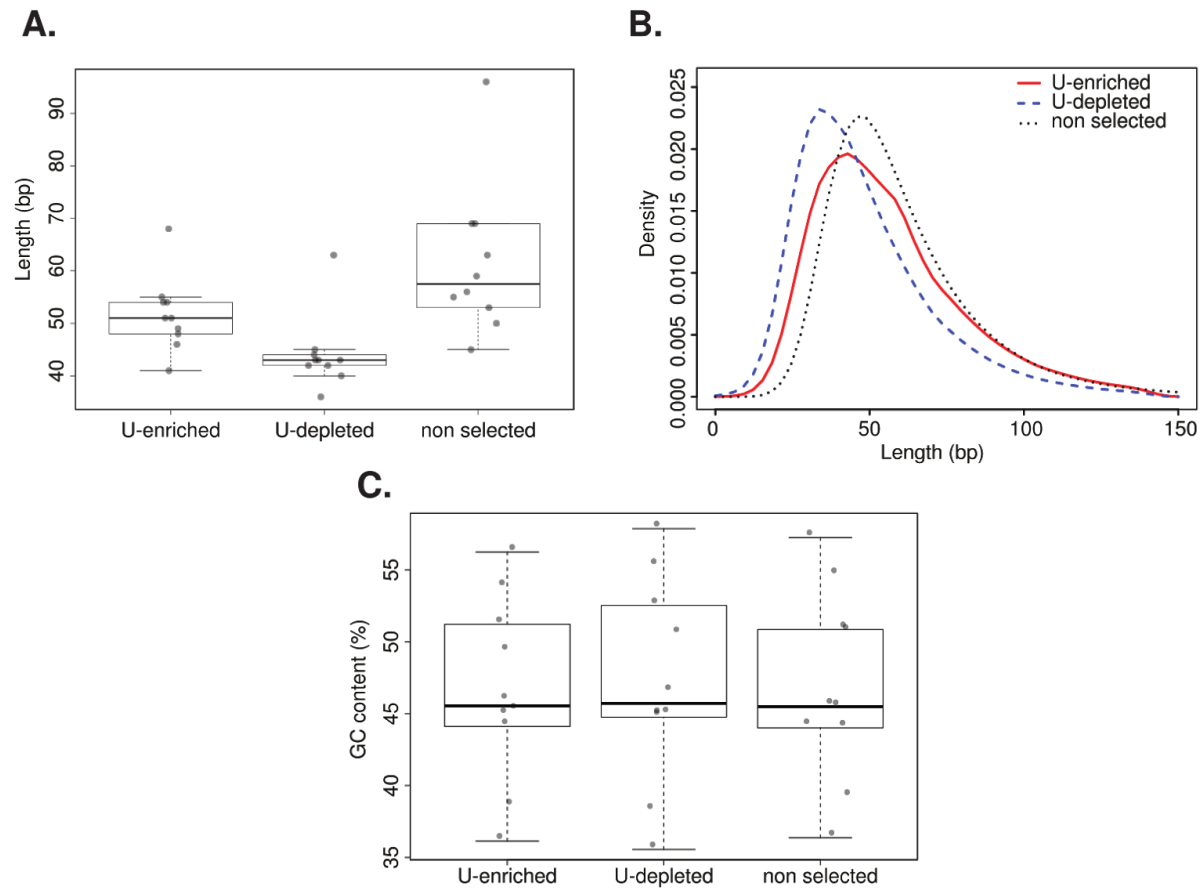 A.
Length (bp)
90
80
70
60
50
40
U-enriched
U-depleted
non selected
B.
Density
0.025
0.020
0.015
0.010
0.005
0.000
U-enriched
U-depleted
non selected
0
50
100
150
Length (bp)
C.
GC content (%)
55
50
45
40
35
U-enriched
U-depleted
non selected